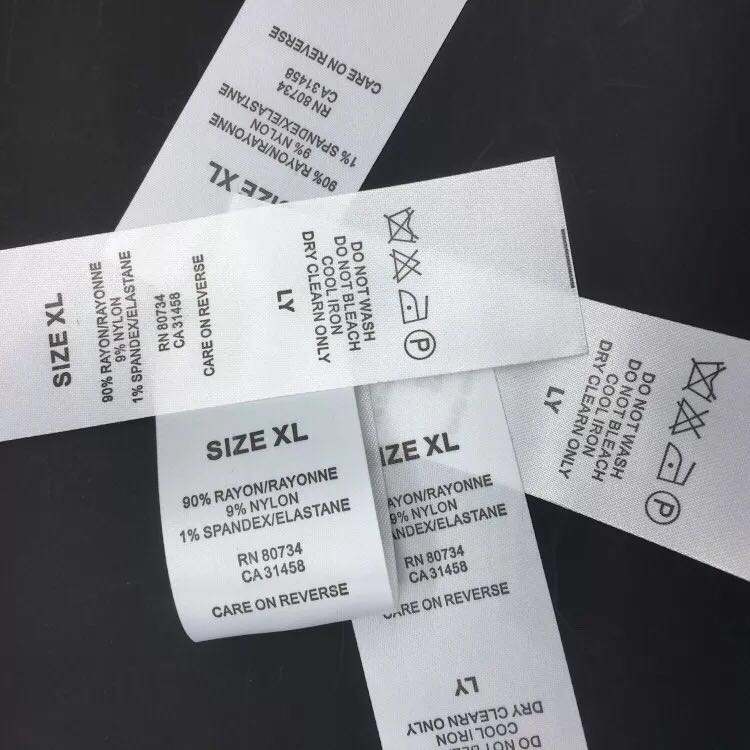 CARE ON REVERSE
CA 31458
RN 80734
1% SPANDEX/ELASTANE
9% NYLON
90% RAYON/RAYONNE
SIZE XL
SIZE XL
90% RAYON/RAYONNE
9% NYLON
1% SPANDEX/ELASTANE
RN 80734
CA 31458
CARE ON REVERSE
LY
DO NOT WASH
DO NOT BLEACH
COOL IRON
DRY CLEARN ONLY
P
DO NOT WASH
DO NOT BLEACH
COOL IRON
DRY CLEARN ONLY
LY
P
SIZE XL
90% RAYON/RAYONNE
9% NYLON
1% SPANDEX/ELASTANE
RN 80734
CA 31458
CARE ON REVERSE
IZE XL
AYON/RAYONNE
9% NYLON
ANDEX/ELASTANE
RN 80734
CA 31458
CARE ON REVERSE
LY
DRY CLEARN ONLY
COOL IRON
DO NOT